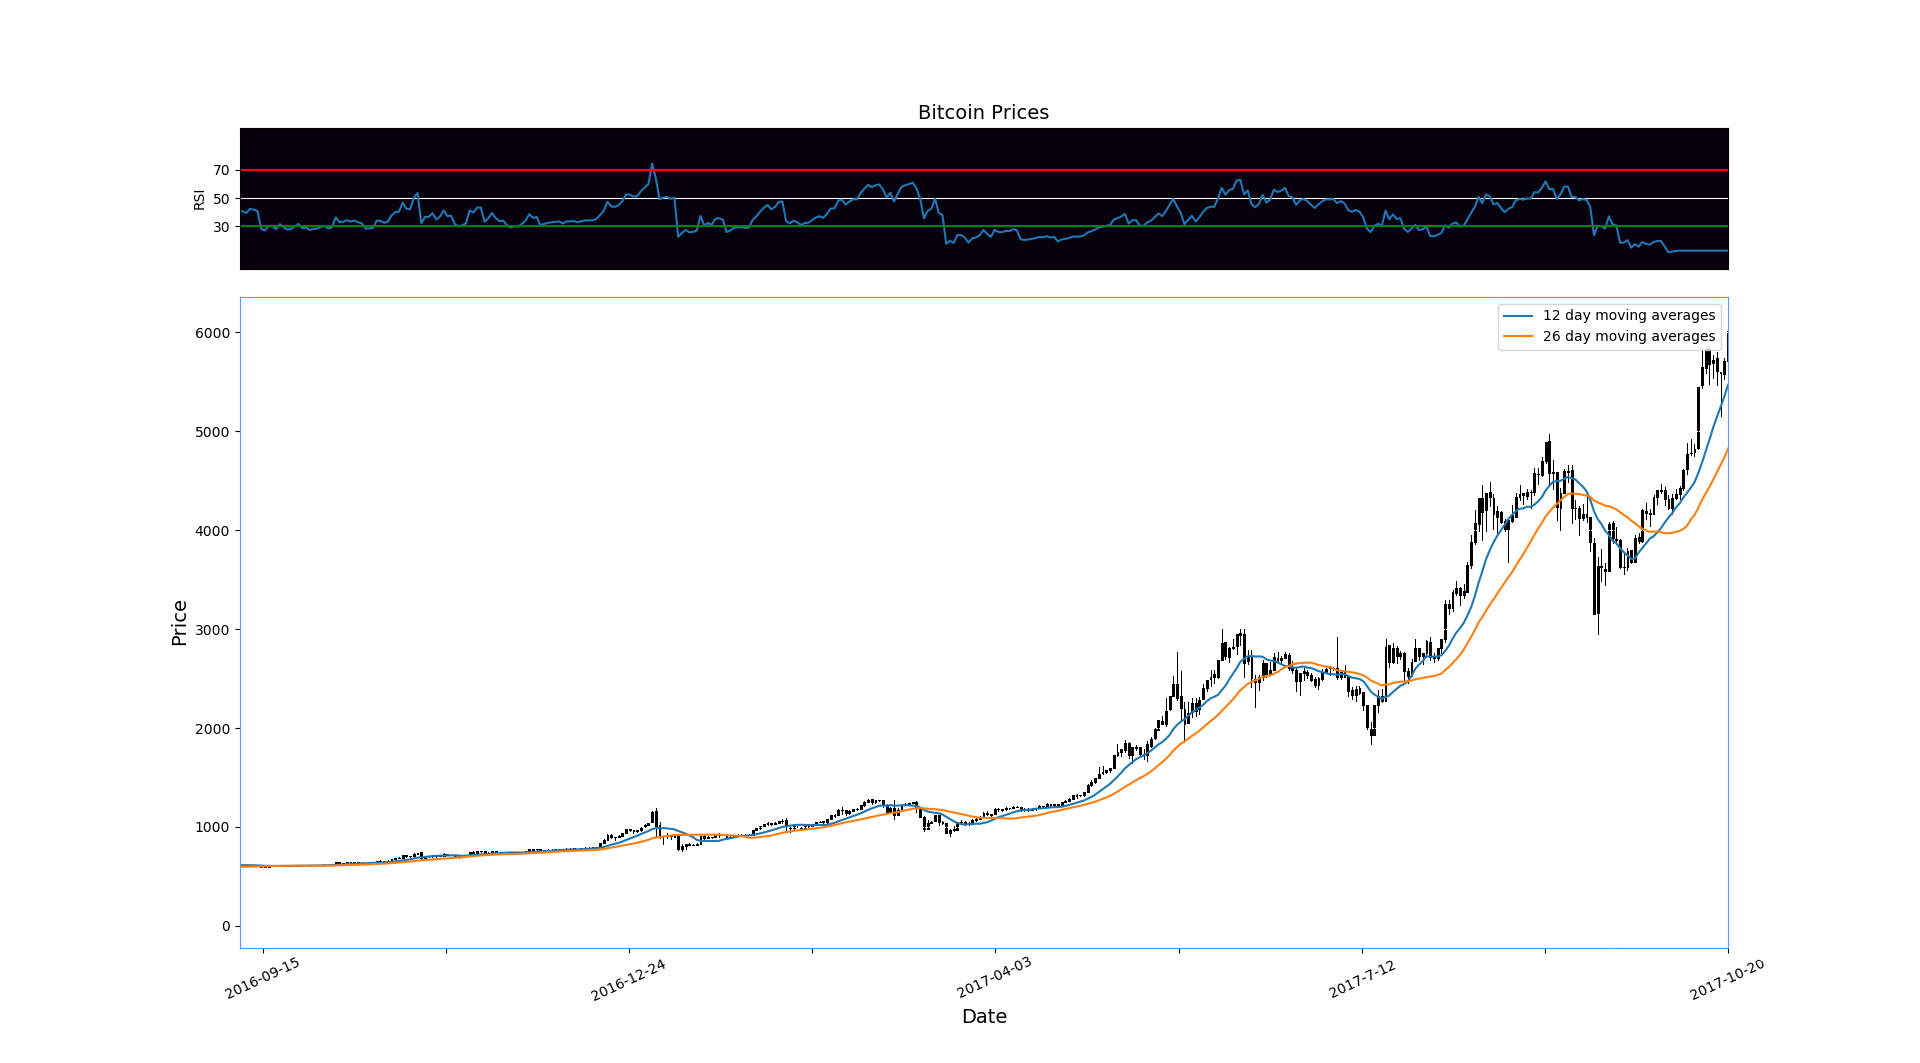 Bitcoin Prices
70
50
30
RSI
12 day moving averages
26 day moving averages
6000
5000
4000
3000
2000
1000
0
Price
2016-09-15
2016-12-24
2017-04-03
2017-7-12
2017-10-20
Date